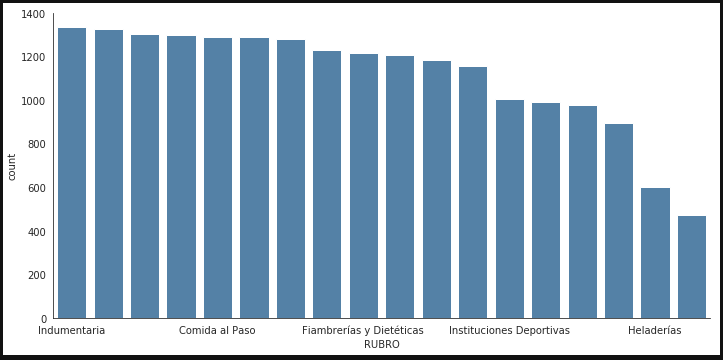 1400
1200
1000
800
600
400
200
0
count
Indumentaria Comida al Paso Fiambrerías y Dietéticas Instituciones Deportivas Heladerías
RUBRO